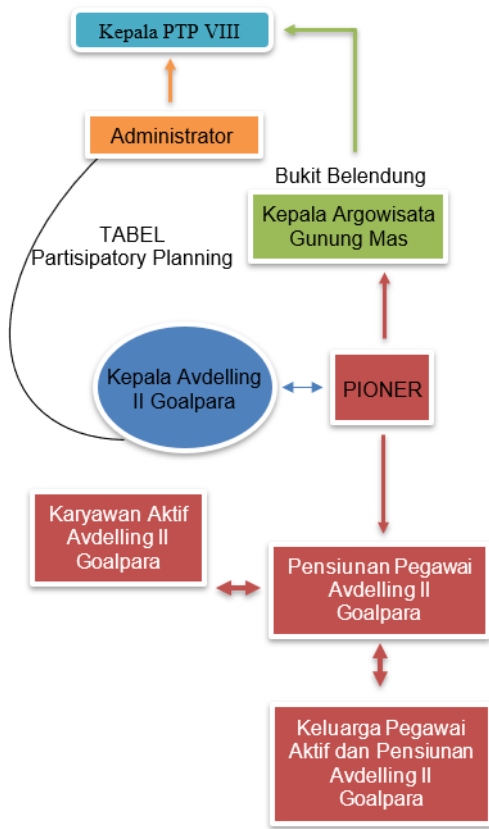 Kepala PTP VIII
Administrator
Bukit Belendung
Kepala Argowisata
Gunung Mas
TABEL
Partisipatory Planning
Kepala Avdelling
II Goalpara
PIONER
Karyawan Aktif
Avdelling II
Goalpara
Pensiunan Pegawai
Avdelling II
Goalpara
Keluarga Pegawai
Aktif dan Pensiunan
Avdelling II
Goalpara